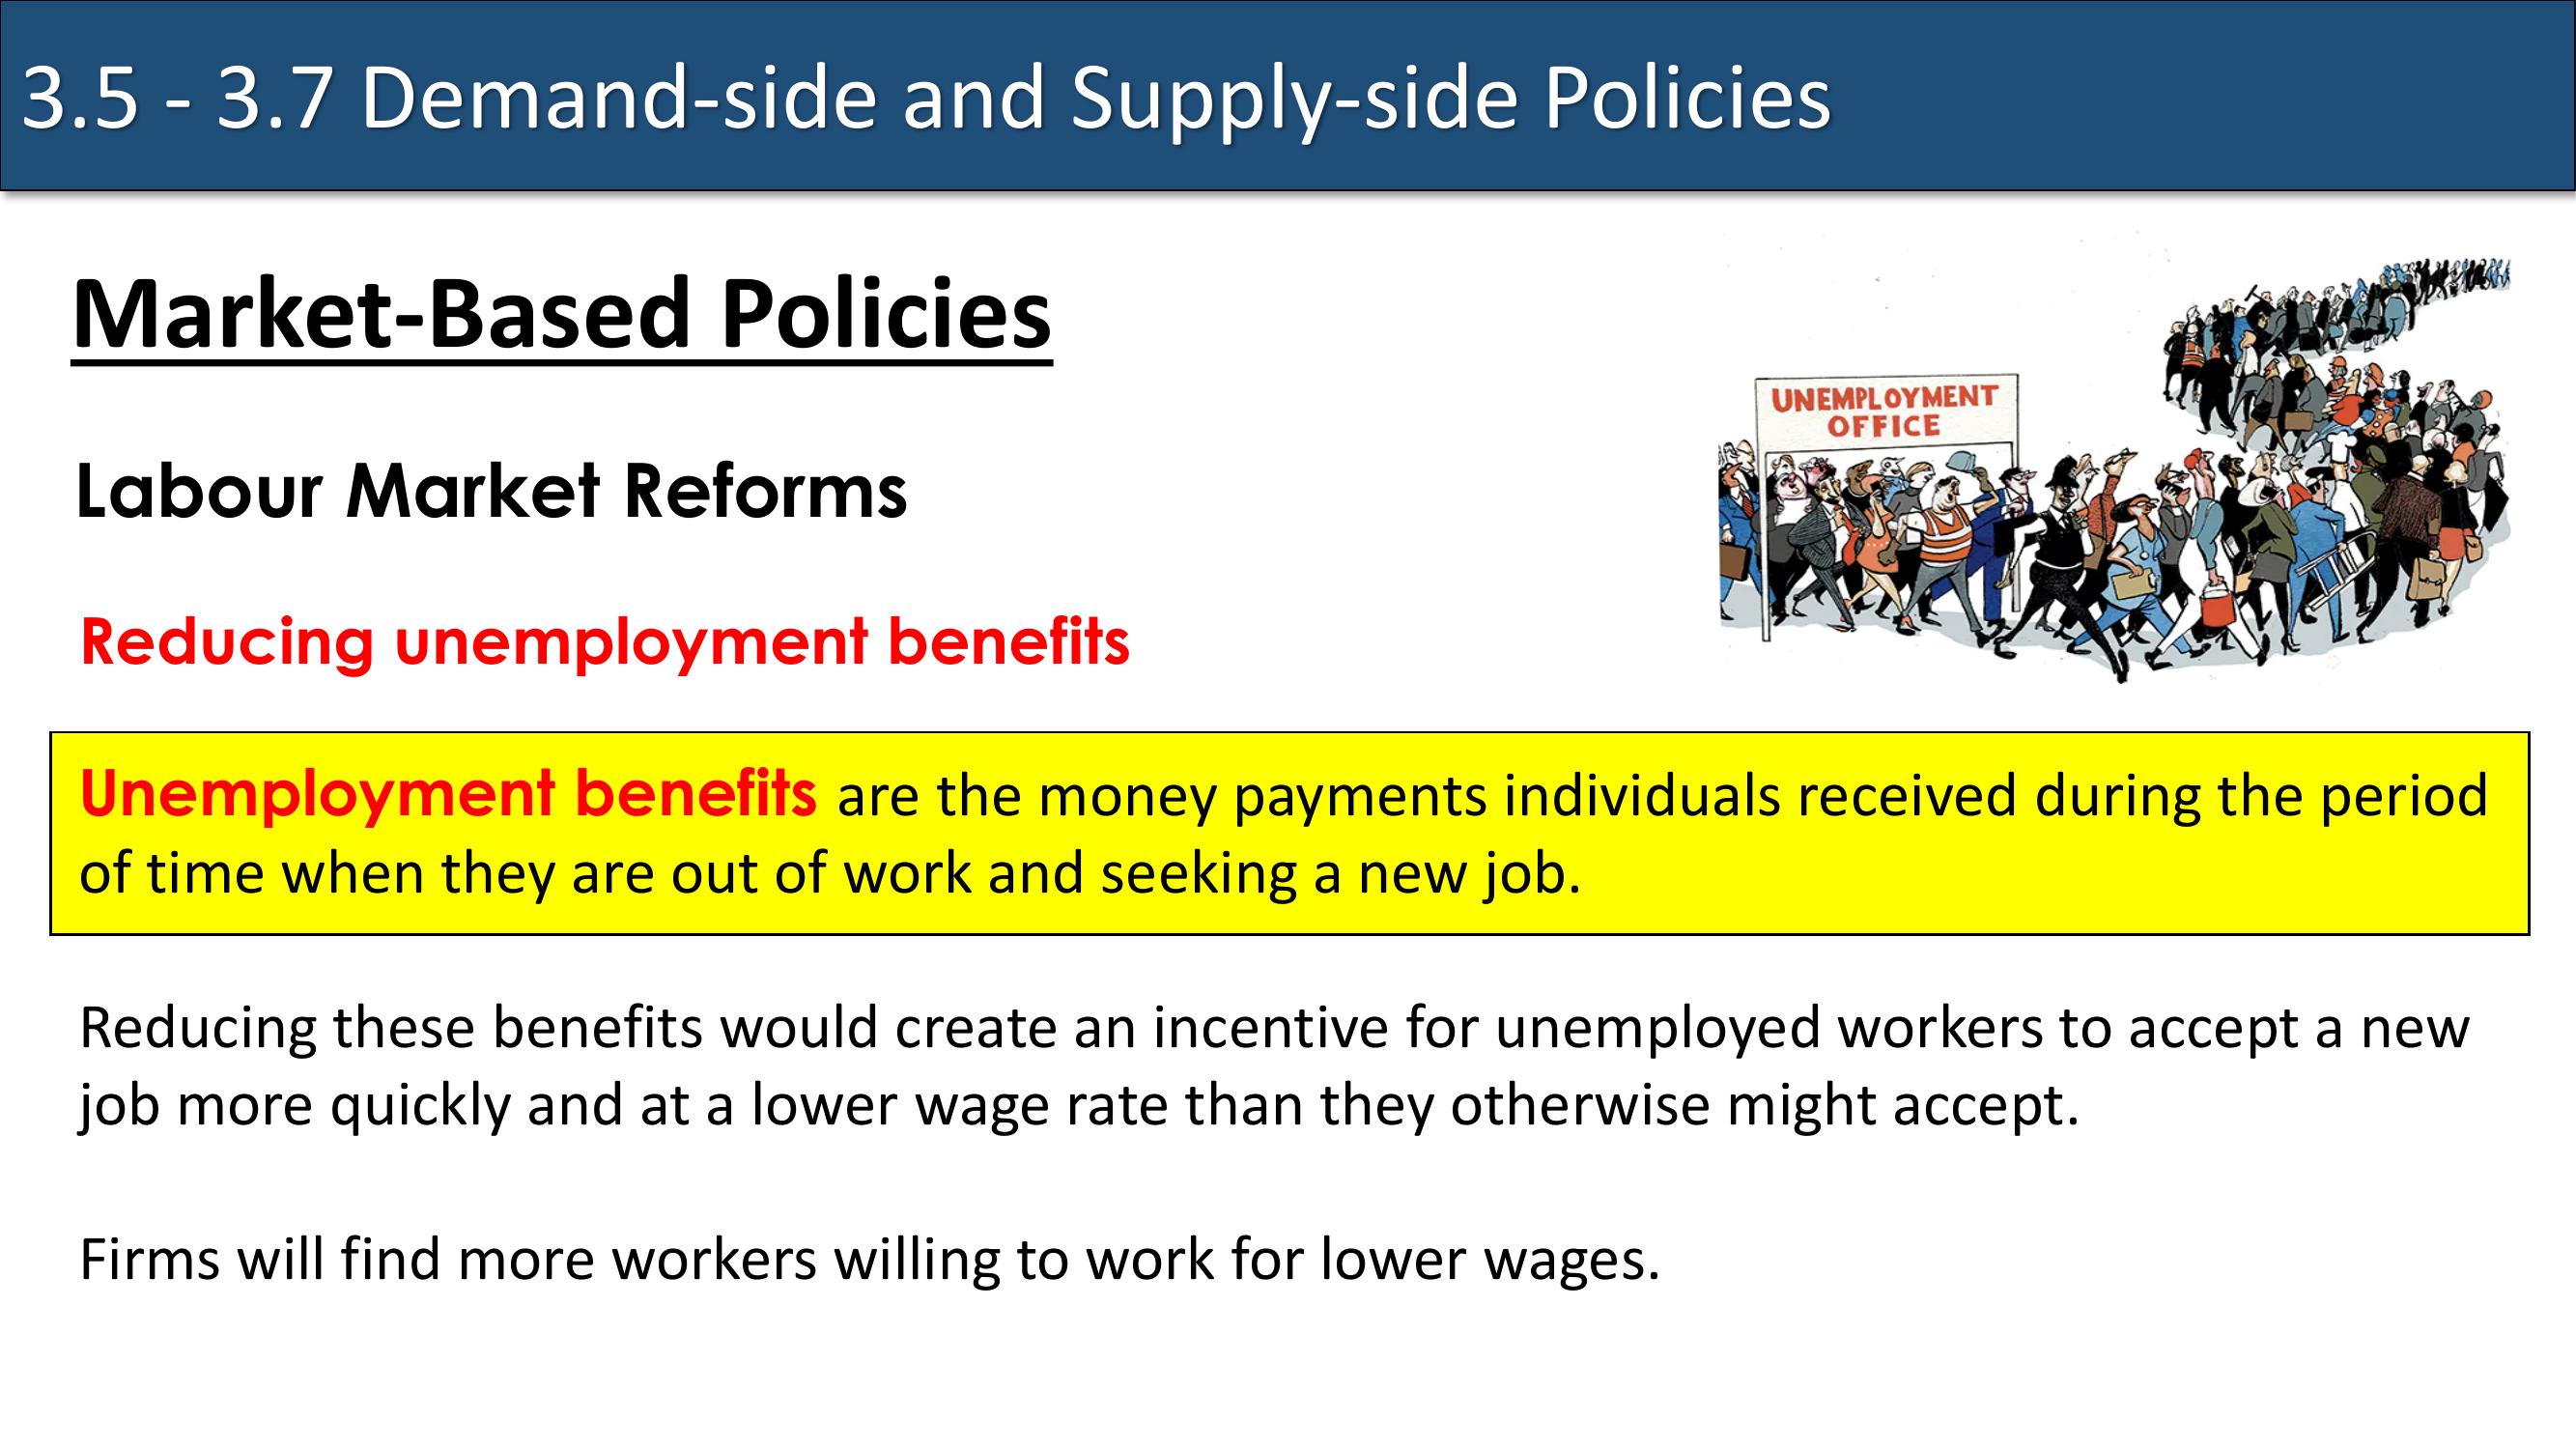 3.5 - 3.7 Demand-side and Supply-side Policies
Market-Based Policies
UNEMPLOYMENT
OFFICE
Labour Market Reforms
Reducing unemployment benefits
Unemployment benefits are the money payments individuals received during the period
of time when they are out of work and seeking a new job.
Reducing these benefits would create an incentive for unemployed workers to accept a new
job more quickly and at a lower wage rate than they otherwise might accept.
Firms will find more workers willing to work for lower wages.